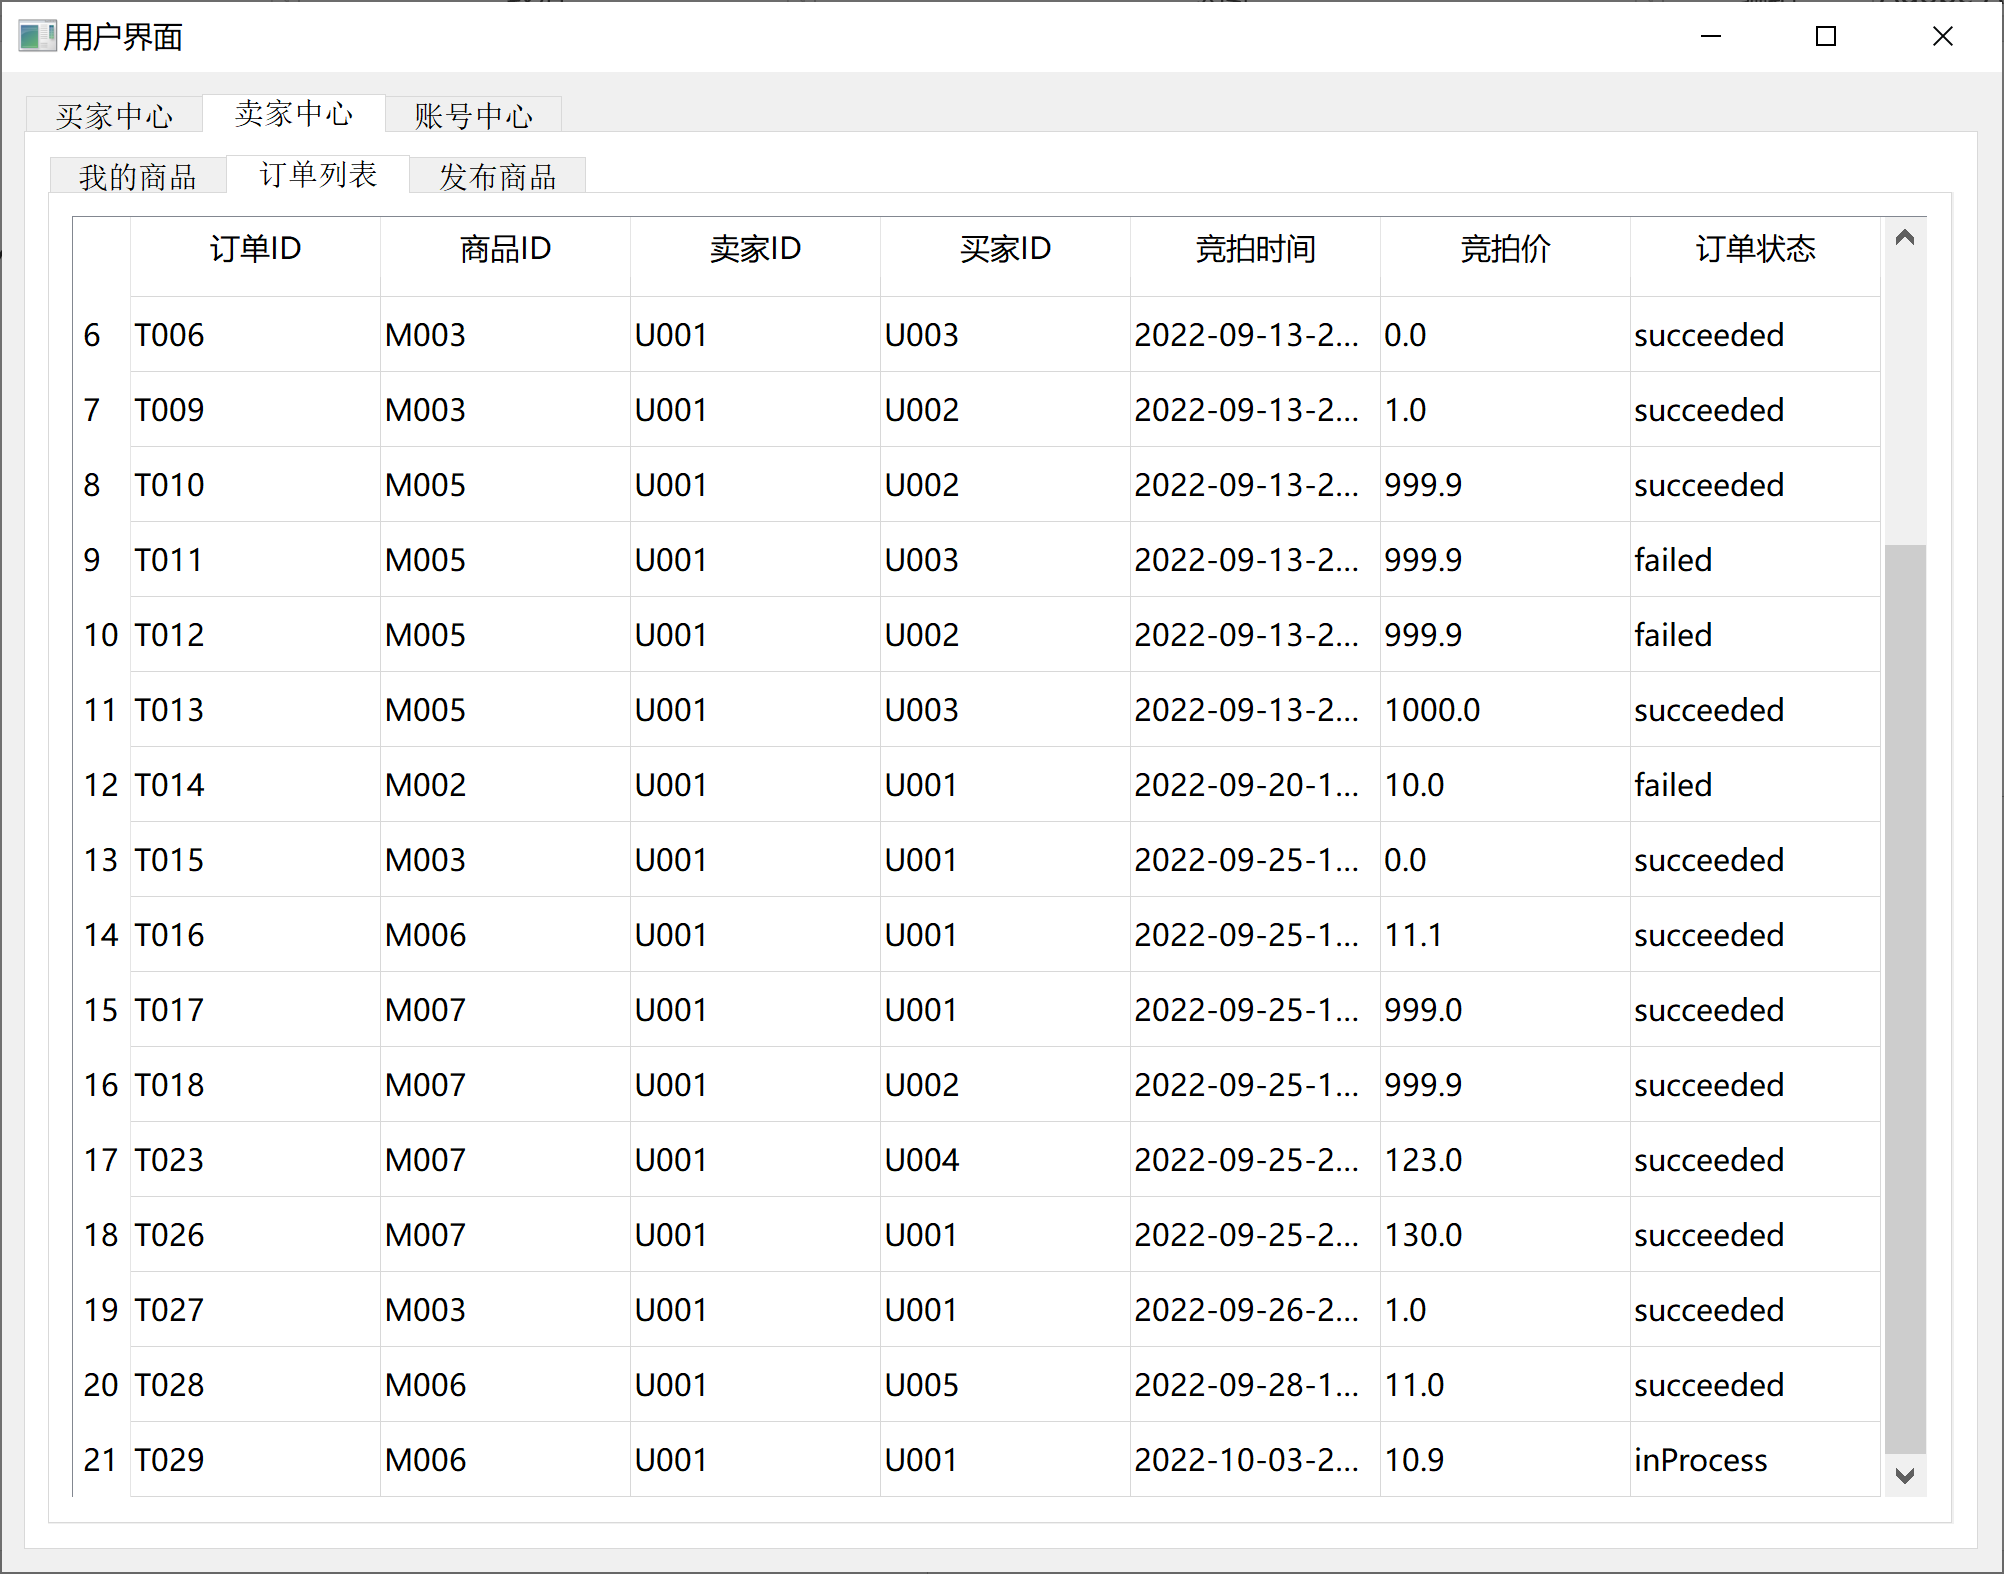 用户界面
买家中心 卖家中心 账号中心
我的商品 订单列表 发布商品
订单ID 商品ID 卖家ID 买家ID 竞拍时间 竞拍价 订单状态
6 T006 M003 U001 U003 2022-09-13-2... 0.0 succeeded
7 T009 M003 U001 U002 2022-09-13-2... 1.0 succeeded
8 T010 M005 U001 U002 2022-09-13-2... 999.9 succeeded
9 T011 M005 U001 U003 2022-09-13-2... 999.9 failed
10 T012 M005 U001 U002 2022-09-13-2... 999.9 failed
11 T013 M005 U001 U003 2022-09-13-2... 1000.0 succeeded
12 T014 M002 U001 U001 2022-09-20-1... 10.0 failed
13 T015 M003 U001 U001 2022-09-25-1... 0.0 succeeded
14 T016 M006 U001 U001 2022-09-25-1... 11.1 succeeded
15 T017 M007 U001 U001 2022-09-25-1... 999.0 succeeded
16 T018 M007 U001 U002 2022-09-25-1... 999.9 succeeded
17 T023 M007 U001 U004 2022-09-25-2... 123.0 succeeded
18 T026 M007 U001 U001 2022-09-25-2... 130.0 succeeded
19 T027 M003 U001 U001 2022-09-26-2... 1.0 succeeded
20 T028 M006 U001 U005 2022-09-28-1... 11.0 succeeded
21 T029 M006 U001 U001 2022-10-03-2... 10.9 inProcess